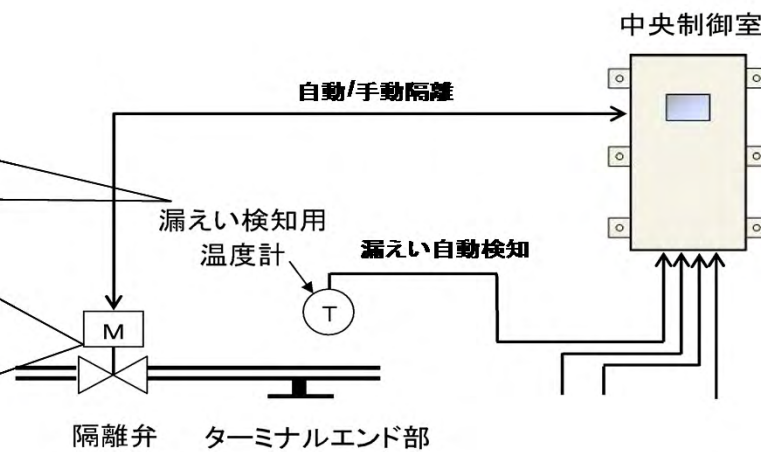 中央制御室
自動/手動隔離
漏えい検知用
温度計
漏えい自動検知
T
M
隔離弁
ターミナルエンド部